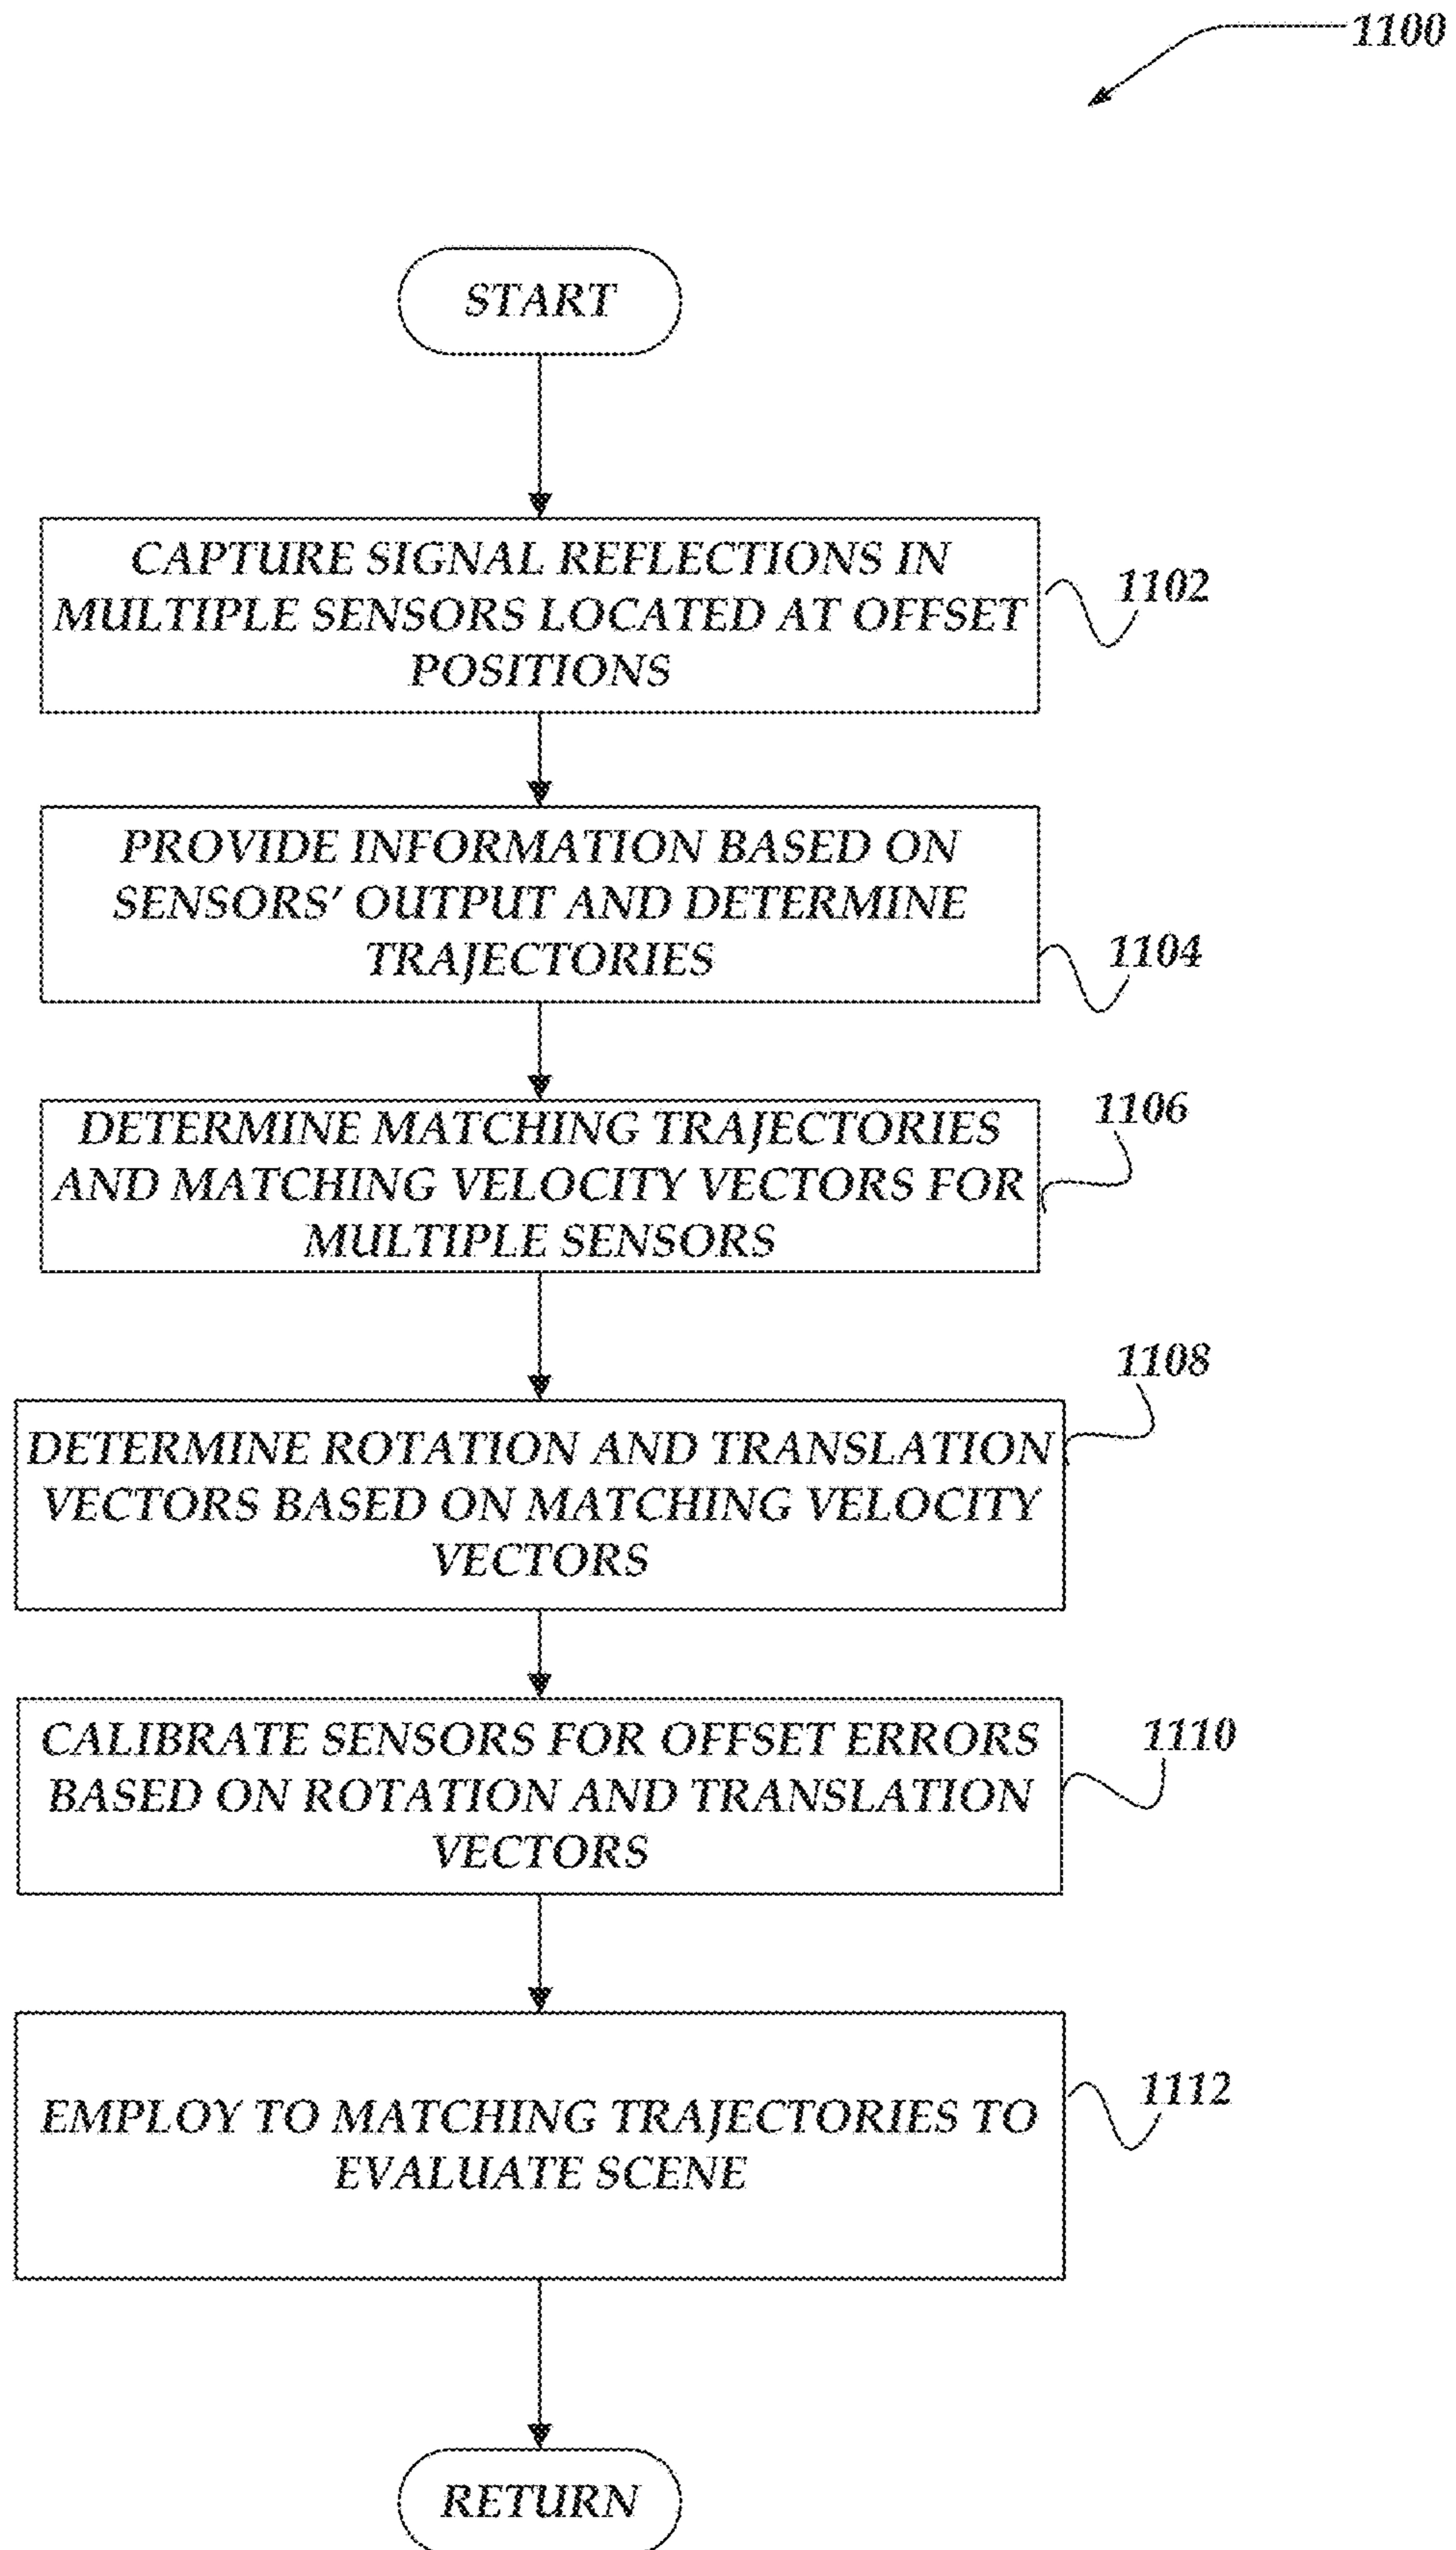 1100
START
CAPTURE SIGNAL REFLECTIONS IN
MULTIPLE SENSORS LOCATED AT OFFSET
POSITIONS
1102
PROVIDE INFORMATION BASED ON
SENSORS' OUTPUT AND DETERMINE
TRAJECTORIES
1104
DETERMINE MATCHING TRAJECTORIES
AND MATCHING VELOCITY VECTORS FOR
MULTIPLE SENSORS
1106
DETERMINE ROTATION AND TRANSLATION
VECTORS BASED ON MATCHING VELOCITY
VECTORS
1108
CALIBRATE SENSORS FOR OFFSET ERRORS
BASED ON ROTATION AND TRANSLATION
VECTORS
1110
EMPLOY TO MATCHING TRAJECTORIES TO
EVALUATE SCENE
1112
RETURN